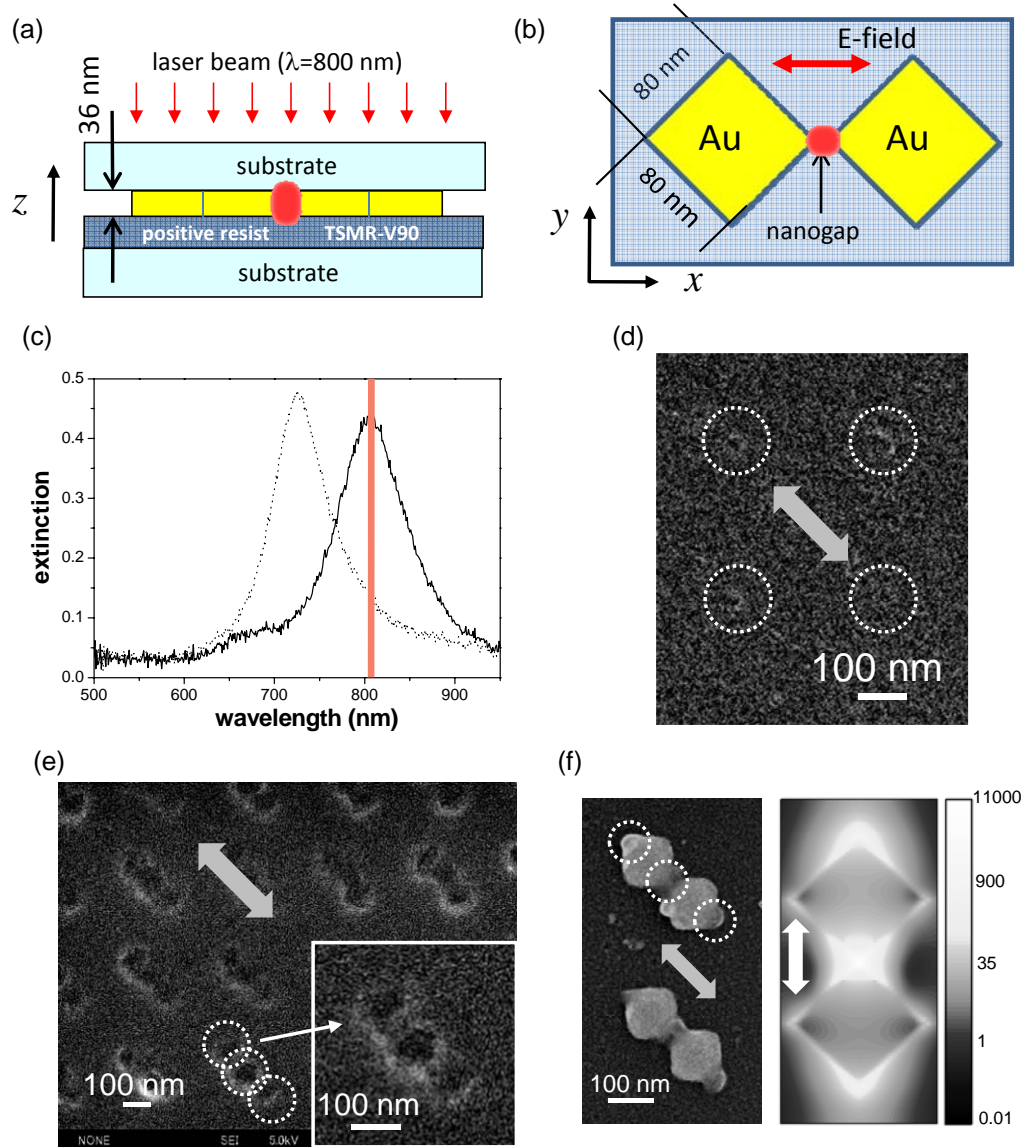 (a)
laser beam (λ=800 nm)
36 nm
substrate
z
positive resist TSMR-V90
substrate
(b)
E-field
80 nm
Au
Au
80 nm
nanogap
y
x
(c)
0.5
0.4
0.3
0.2
0.1
0.0
extinction
500 600 700 800 900
wavelength (nm)
(d)
100 nm
(e)
100 nm
100 nm
NONE SEI 5.0kV
(f)
100 nm
11000
900
35
1
0.01